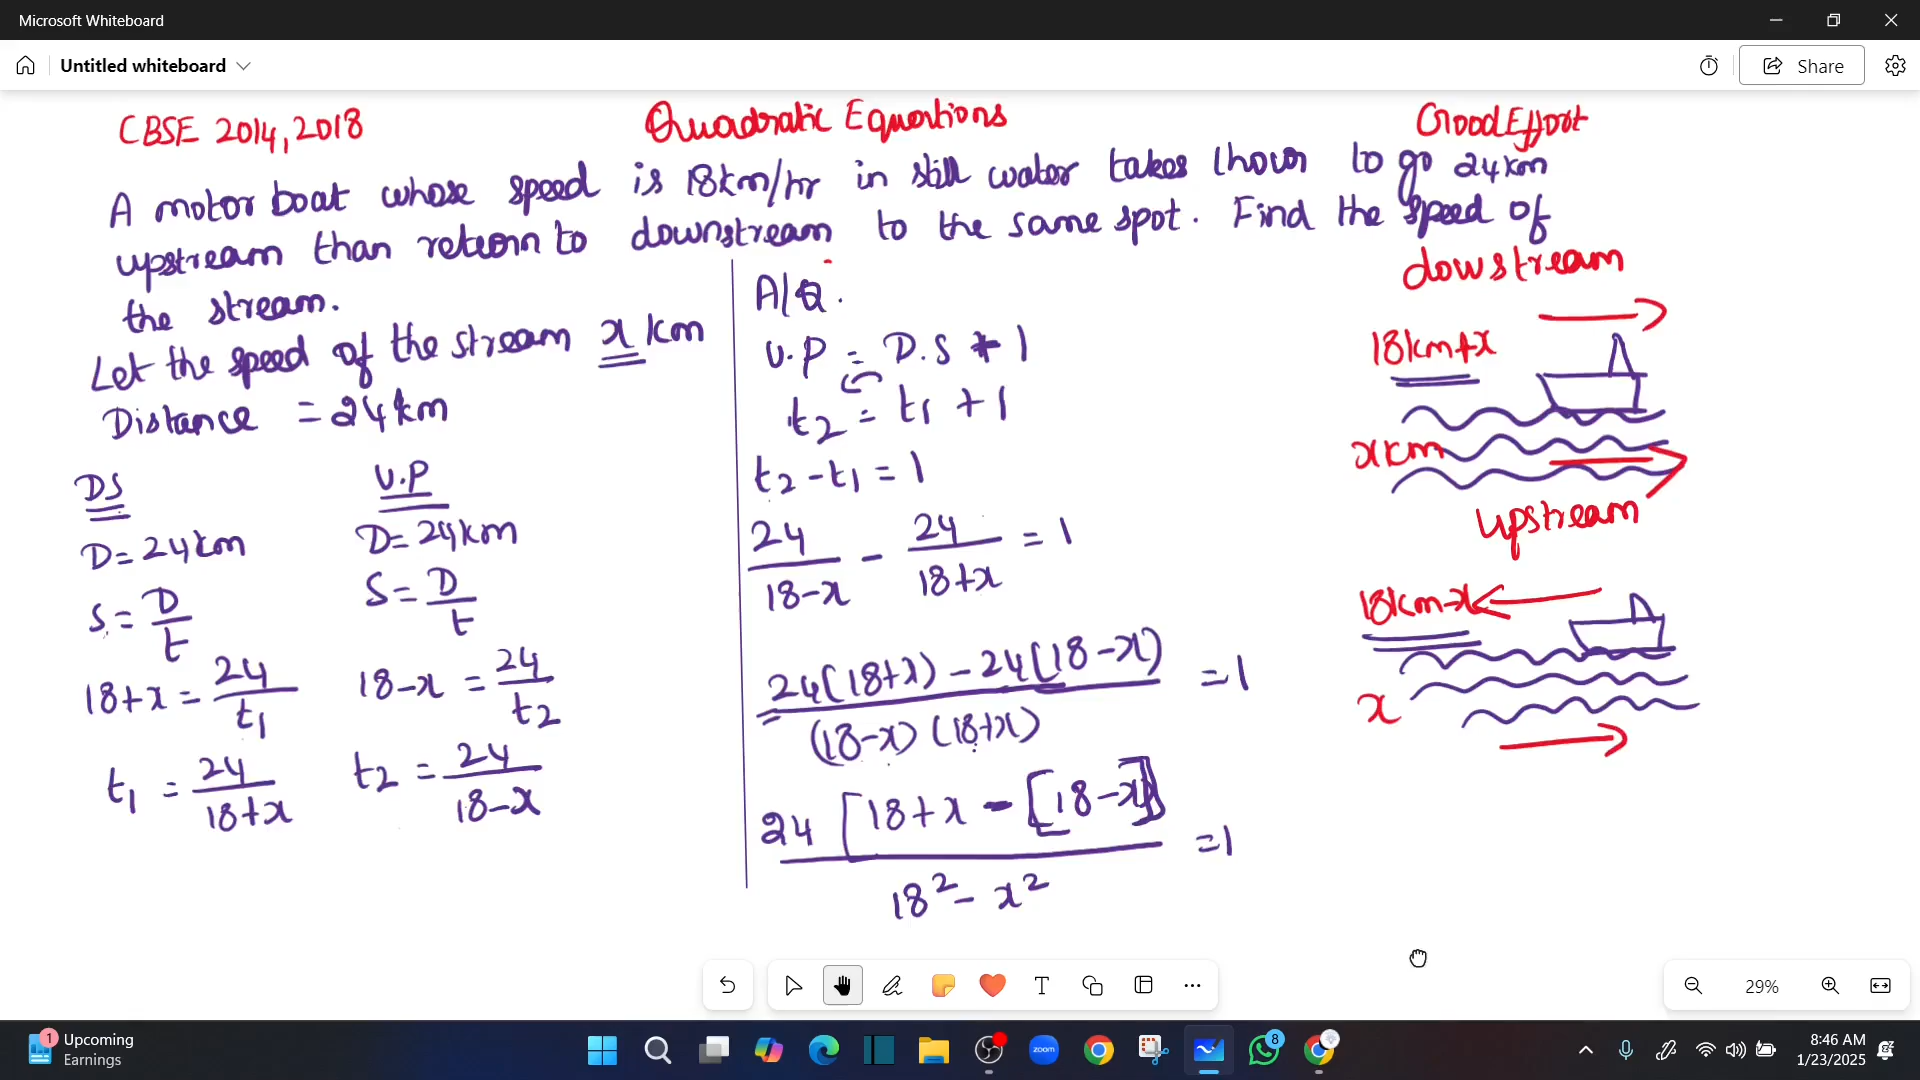 Microsoft Whiteboard
Untitled whiteboard
Share
CBSE 2014, 2018
Quadratic Equations
Good Effort
A motor boat whose speed is 18km/hr in still water takes 1hour to go 24km
upstream than return to downstream to the same spot. Find the speed of
the stream.
Let the speed of the stream x km
Distance = 24km
DS
D = 24km
S = D/t
18+x = 24/t1
t1 = 24/18+x
U.P
D = 24km
S = D/t
18-x = 24/t2
t2 = 24/18-x
A/Q.
U.P = D.S + 1
t2 = t1 + 1
t2 - t1 = 1
24/18-x - 24/18+x = 1
24(18+x) - 24(18-x) = 1
(18-x) (18+x)
24 [18+x - [18-x]] = 1
18² - x²
dowstream
18km+x
xkm
upstream
18km-x
x
29%
1
Upcoming
Earnings
zoom
8
8:46 AM
1/23/2025